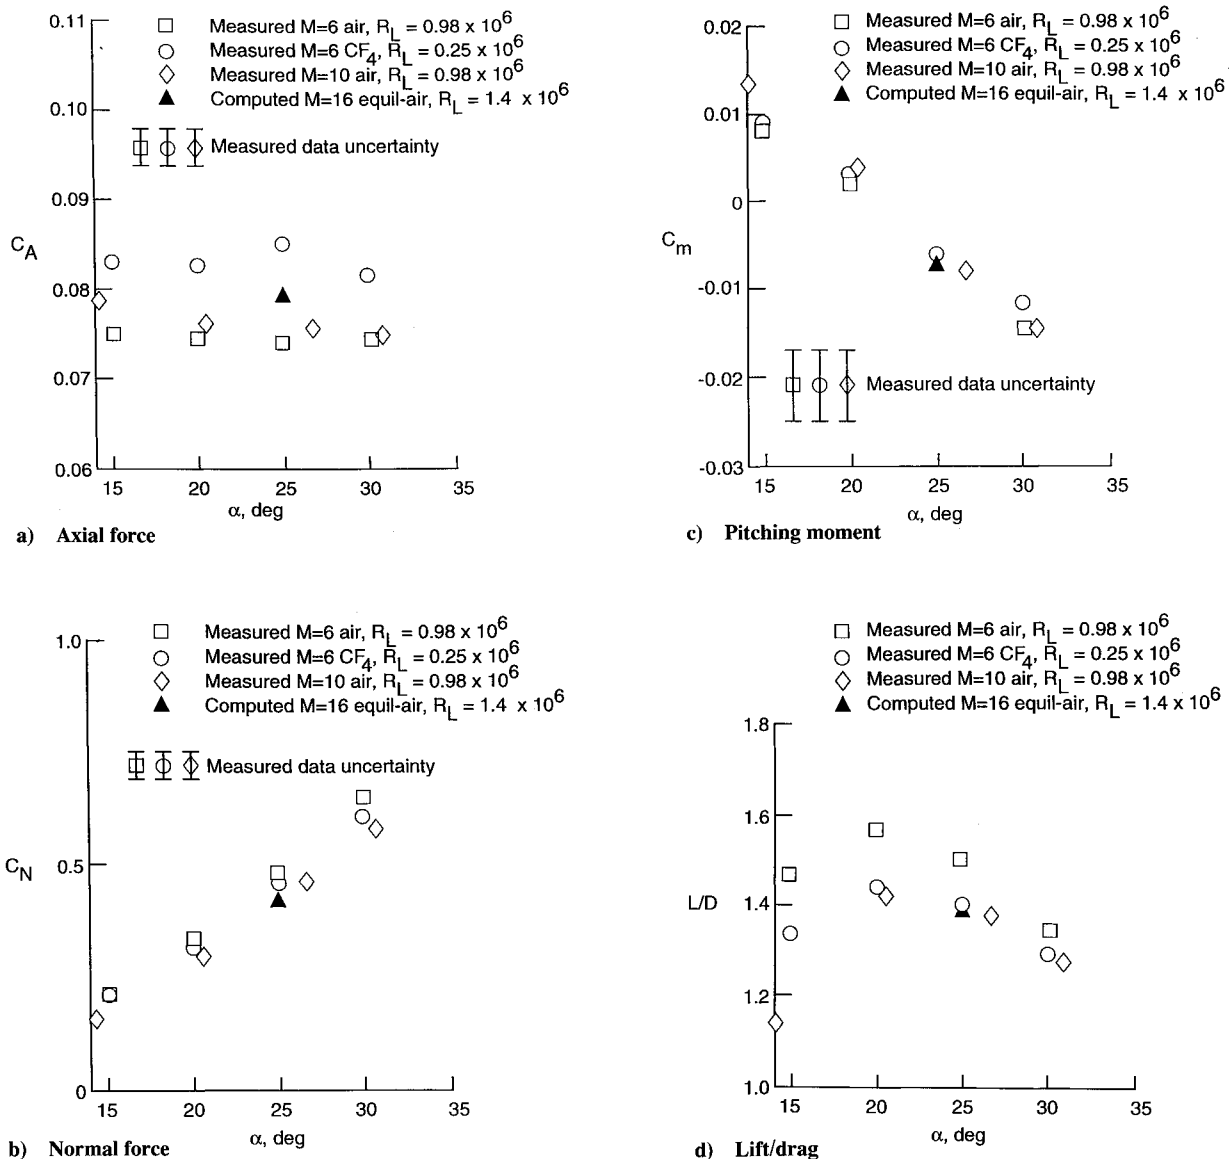 0.11
0.10
0.09
0.08
0.07
0.06
C_A
Measured M=6 air, R_L = 0.98 x 10^6
Measured M=6 CF_4, R_L = 0.25 x 10^6
Measured M=10 air, R_L = 0.98 x 10^6
Computed M=16 equil-air, R_L = 1.4 x 10^6
Measured data uncertainty
15 20 25 30 35
α, deg
a) Axial force
0.02
0.01
0
-0.01
-0.02
-0.03
C_m
Measured M=6 air, R_L = 0.98 x 10^6
Measured M=6 CF_4, R_L = 0.25 x 10^6
Measured M=10 air, R_L = 0.98 x 10^6
Computed M=16 equil-air, R_L = 1.4 x 10^6
Measured data uncertainty
15 20 25 30 35
α, deg
c) Pitching moment
1.0
0.5
0
C_N
Measured M=6 air, R_L = 0.98 x 10^6
Measured M=6 CF_4, R_L = 0.25 x 10^6
Measured M=10 air, R_L = 0.98 x 10^6
Computed M=16 equil-air, R_L = 1.4 x 10^6
Measured data uncertainty
15 20 25 30 35
α, deg
b) Normal force
Measured M=6 air, R_L = 0.98 x 10^6
Measured M=6 CF_4, R_L = 0.25 x 10^6
Measured M=10 air, R_L = 0.98 x 10^6
Computed M=16 equil-air, R_L = 1.4 x 10^6
1.8
1.6
1.4
1.2
1.0
L/D
15 20 25 30 35
α, deg
d) Lift/drag